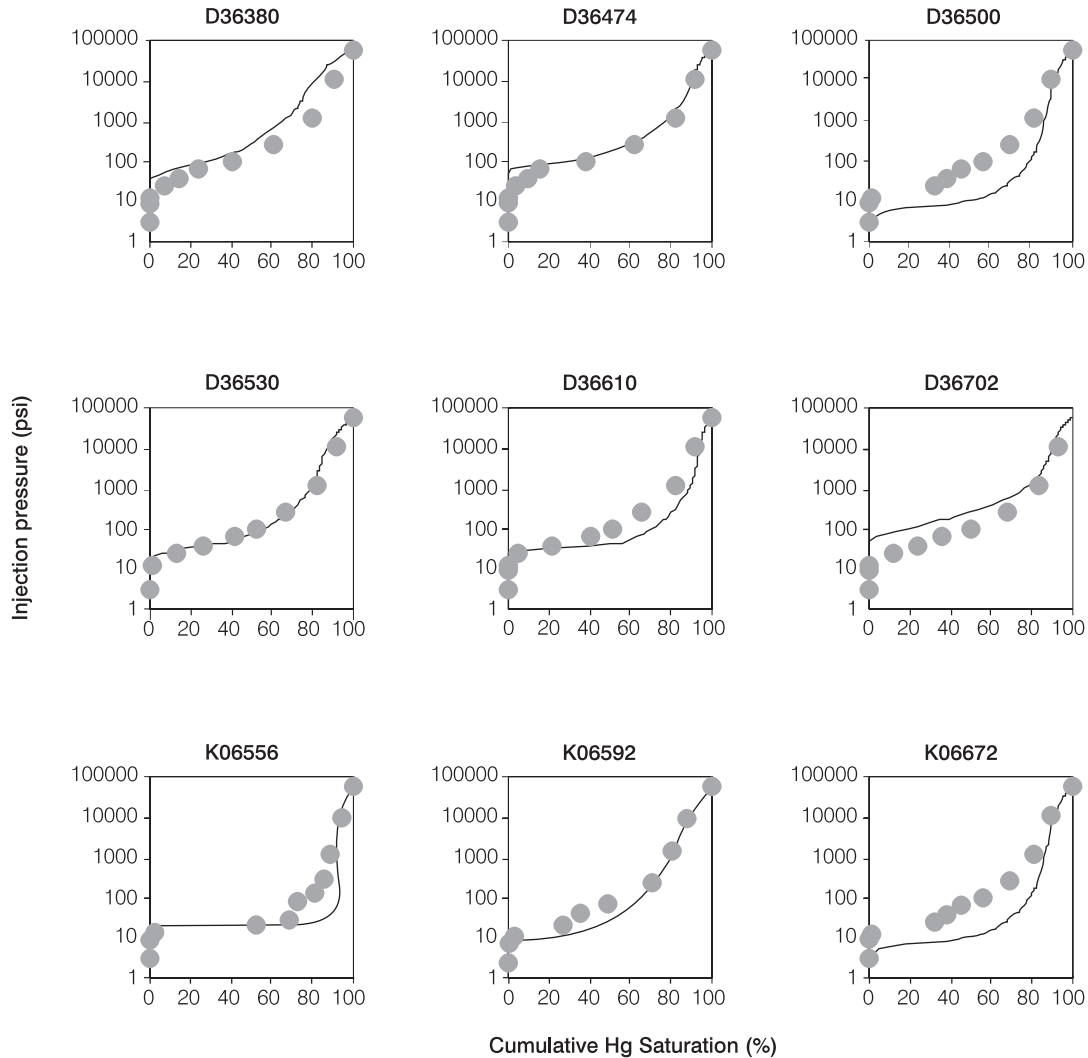 D36380 D36474 D36500
100000 100000 100000
10000 10000 10000
1000 1000 1000
100 100 100
10 10 10
1 1 1
0 20 40 60 80 100 0 20 40 60 80 100 0 20 40 60 80 100
D36530 D36610 D36702
100000 100000 100000
10000 10000 10000
1000 1000 1000
100 100 100
10 10 10
1 1 1
0 20 40 60 80 100 0 20 40 60 80 100 0 20 40 60 80 100
Injection pressure (psi)
K06556 K06592 K06672
100000 100000 100000
10000 10000 10000
1000 1000 1000
100 100 100
10 10 10
1 1 1
0 20 40 60 80 100 0 20 40 60 80 100 0 20 40 60 80 100
Cumulative Hg Saturation (%)